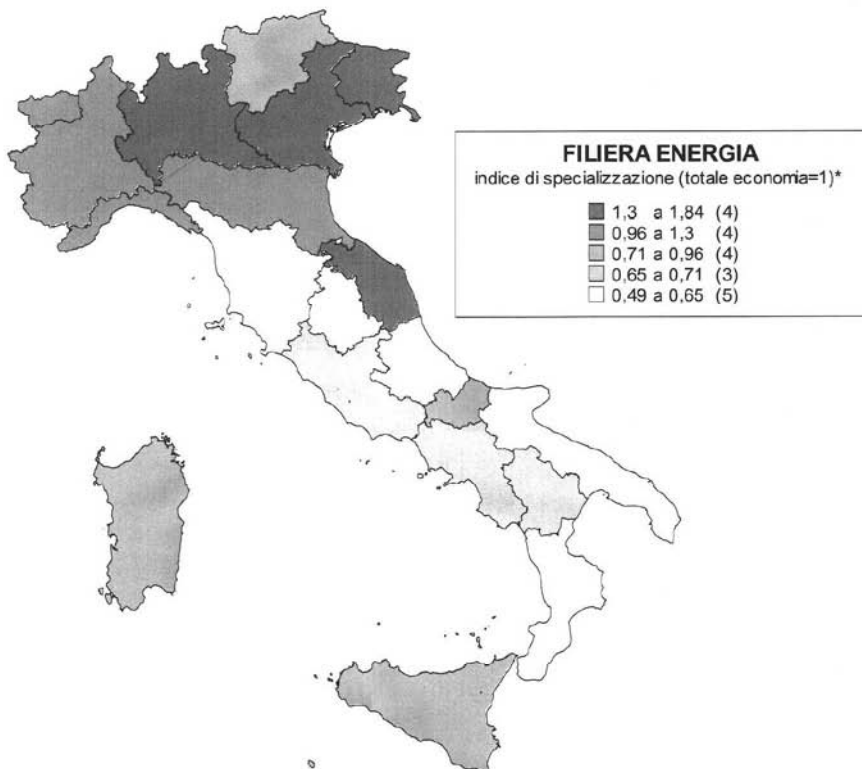 FILIERA ENERGIA
indice di specializzazione (totale economia=1)*
1,3 a 1,84 (4)
0,96 a 1,3 (4)
0,71 a 0,96 (4)
0,65 a 0,71 (3)
0,49 a 0,65 (5)